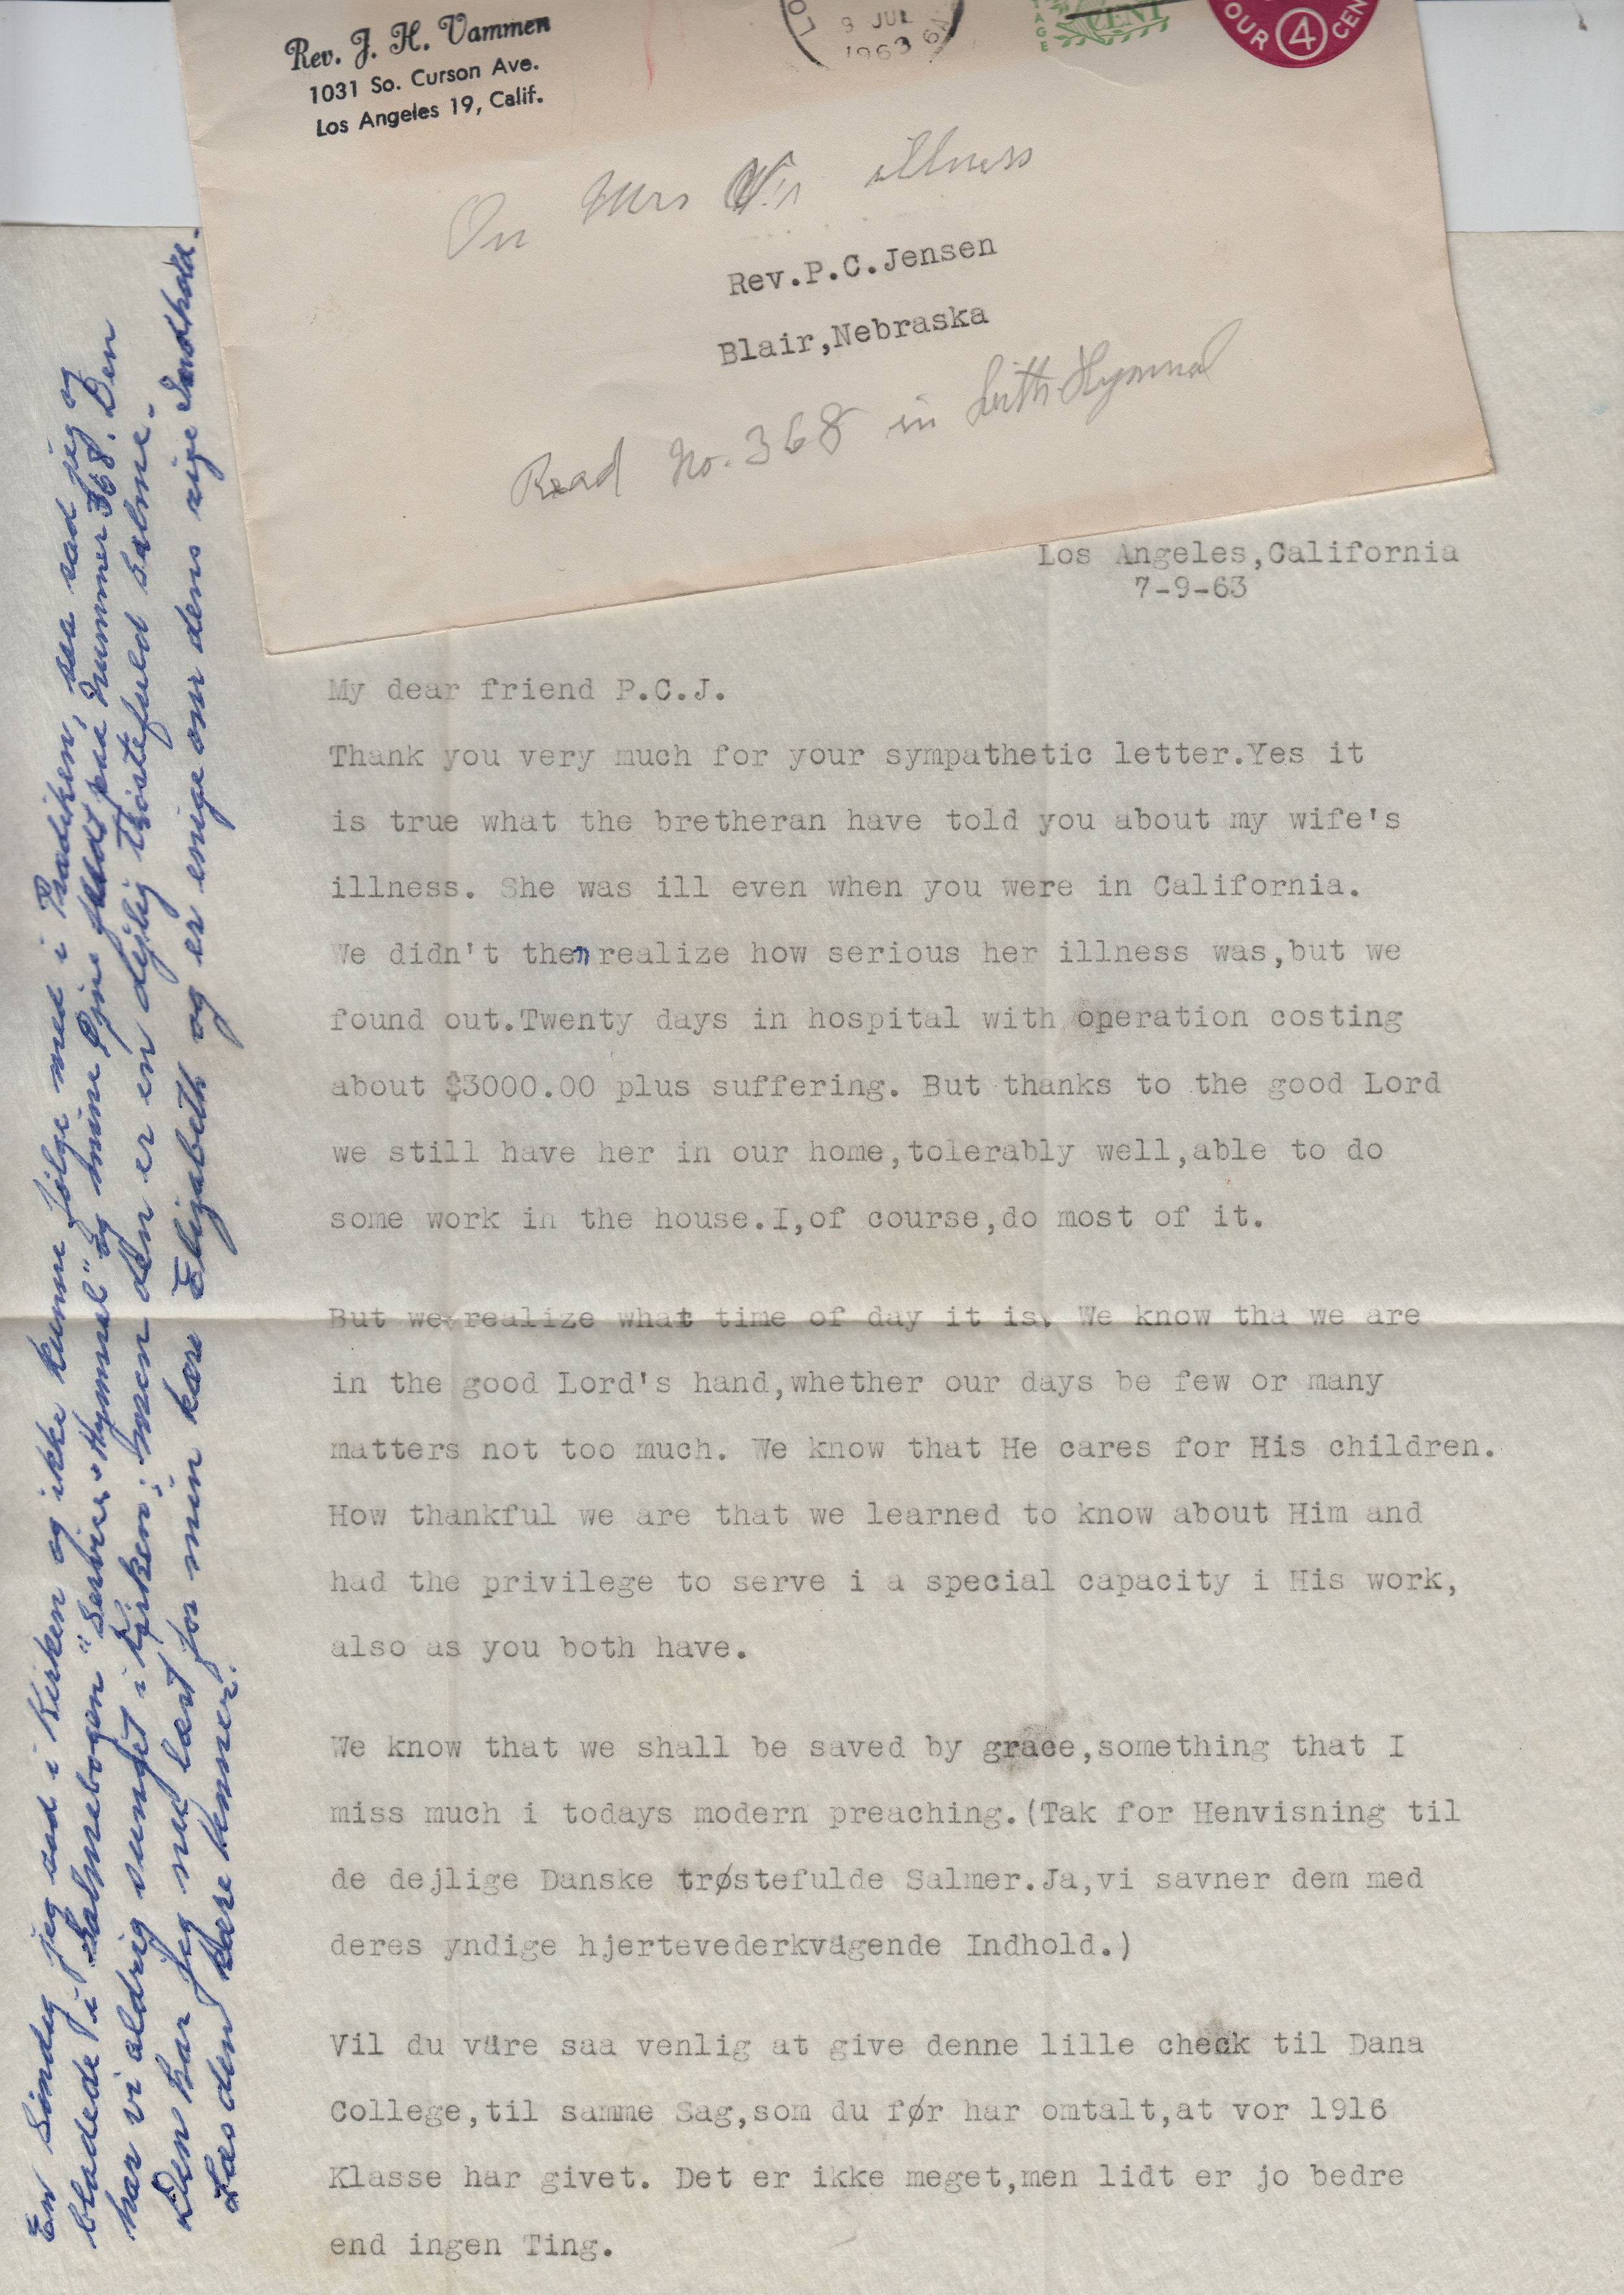 Rev. J. H. Vammen
1031 So. Curson Ave.
Los Angeles 19, Calif.
9 JUL
1963
CENT
OUR 4 CEN
On Mrs V's illness
Rev.P.C.Jensen
Blair,Nebraska
Read No. 368 in Luth Hymnal
Los Angeles,California
7-9-63
My dear friend P.C.J.
Thank you very much for your sympathetic letter.Yes it
is true what the bretheran have told you about my wife's
illness. She was ill even when you were in California.
We didn't then realize how serious her illness was,but we
found out.Twenty days in hospital with operation costing
about $3000.00 plus suffering. But thanks to the good Lord
we still have her in our home,tolerably well,able to do
some work in the house.I,of course,do most of it.
But we realize what time of day it is. We know tha we are
in the good Lord's hand,whether our days be few or many
matters not too much. We know that He cares for His children.
How thankful we are that we learned to know about Him and
had the privilege to serve i a special capacity i His work,
also as you both have.
We know that we shall be saved by grace,something that I
miss much i todays modern preaching.(Tak for Henvisning til
de dejlige Danske trøstefulde Salmer.Ja,vi savner dem med
deres yndige hjertevederkvägende Indhold.)
Vil du väre saa venlig at give denne lille check til Dana
College,til samme Sag,som du før har omtalt,at vor 1916
Klasse har givet. Det er ikke meget,men lidt er jo bedre
end ingen Ting.
En Søndag jeg sad i Kirken og ikke kunne følge med i Prædiken, saa sad jeg og
bladede i Salmebogen "Service & Hymnal" og mine Øjne faldt paa Nummer 368. Den
har vi aldrig sunget i Kirken; men den er en dejlig trøstefuld Salme.
Den har jeg nu læst for min kære Elizabeth og er enige om dens rige Indhold.
Læs den kære Venner.